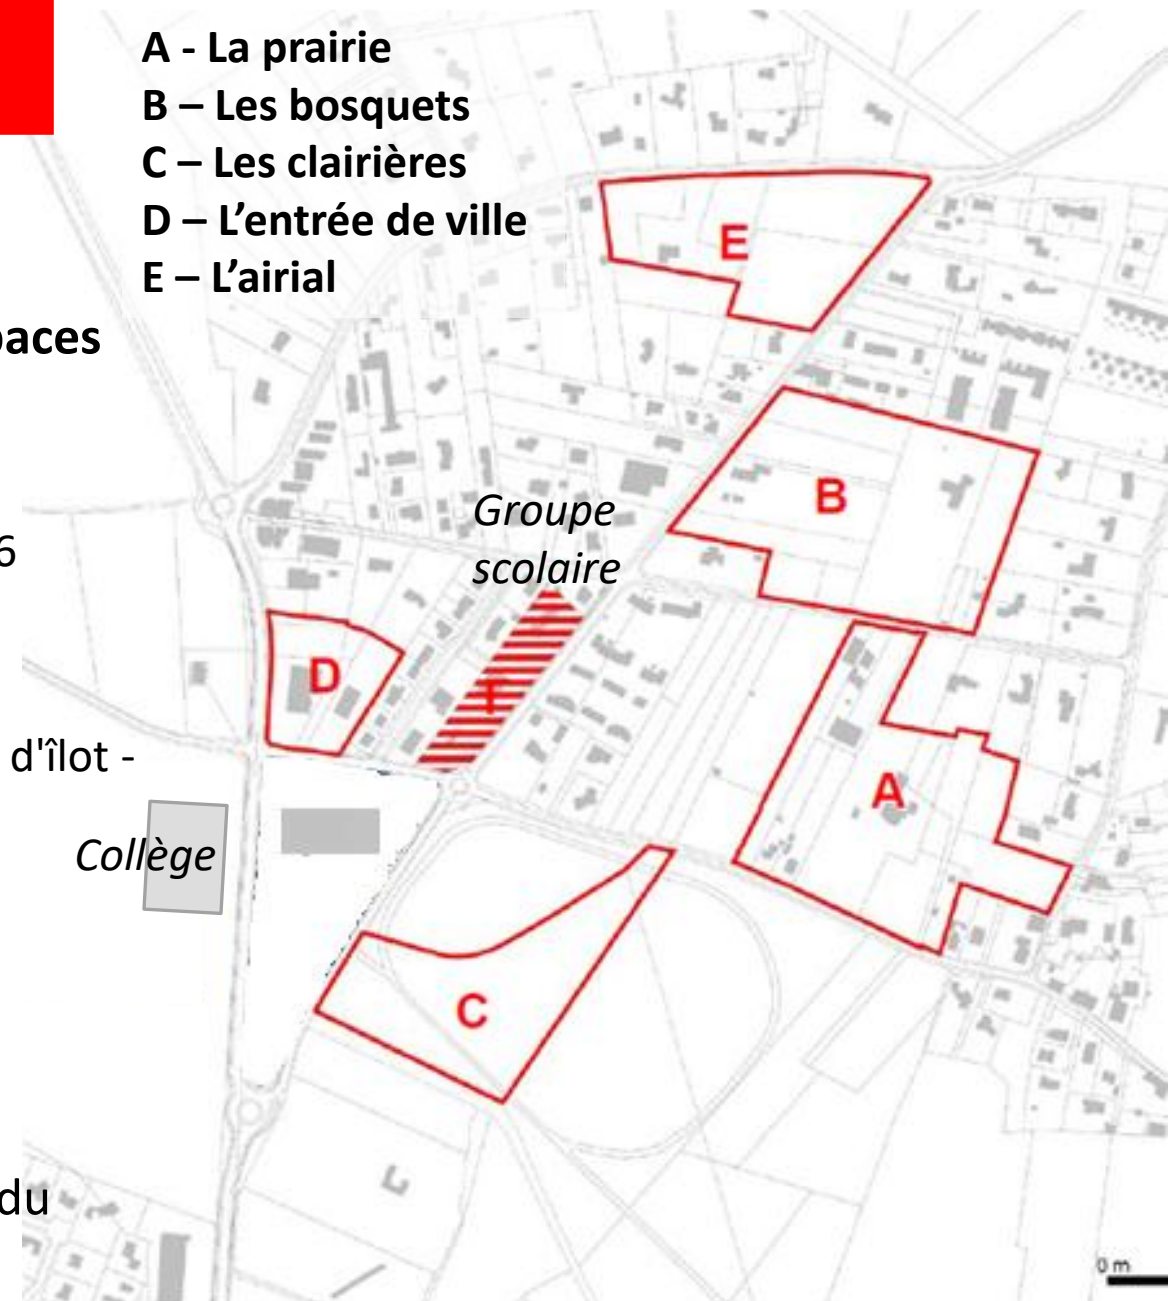 A - La prairie
B – Les bosquets
C – Les clairières
D – L’entrée de ville
E – L’airial
paces
6
d'îlot -
du
E
B
Groupe
scolaire
D
A
Collège
C
0 m